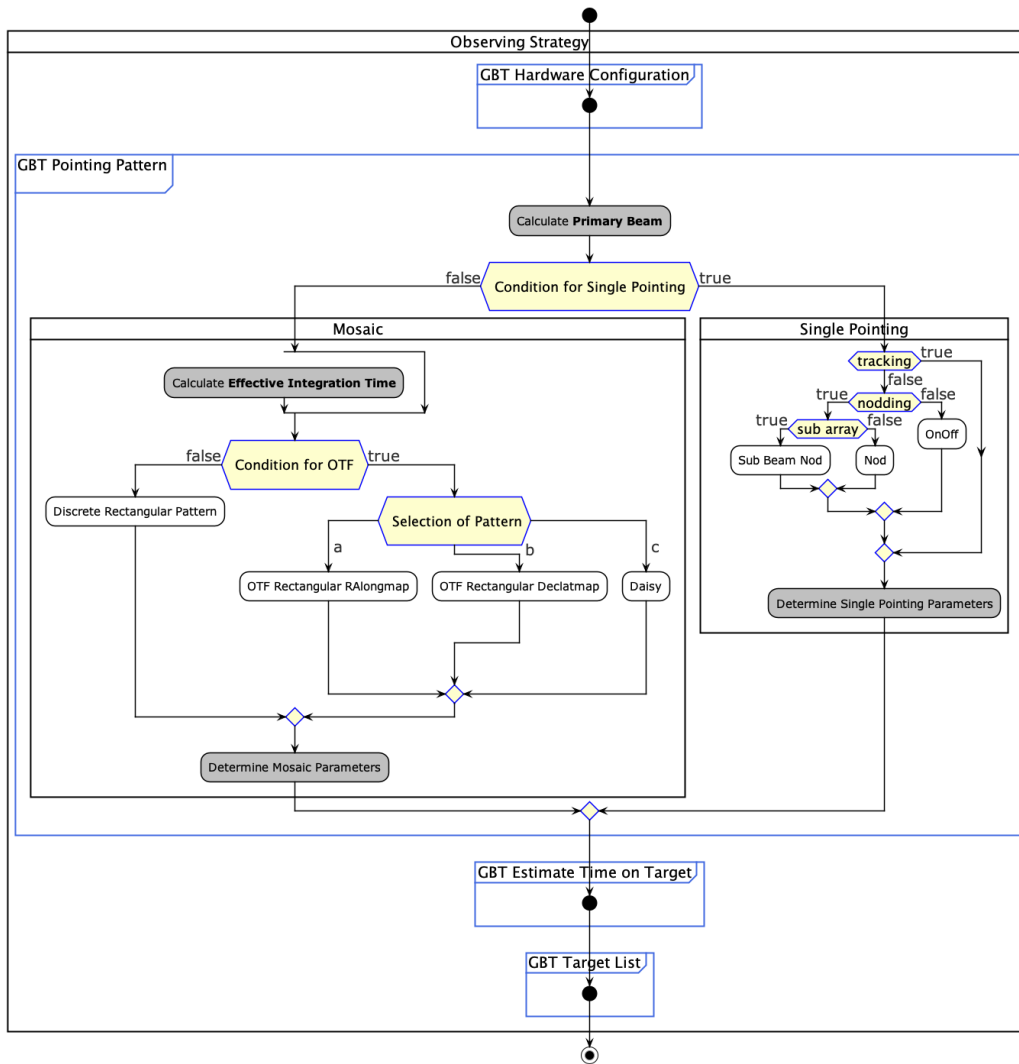 Observing Strategy
GBT Hardware Configuration
GBT Pointing Pattern
Calculate Primary Beam
false
Condition for Single Pointing
true
Mosaic
Calculate Effective Integration Time
false
Condition for OTF
true
Discrete Rectangular Pattern
Selection of Pattern
a
b
c
OTF Rectangular RAlongmap
OTF Rectangular Declatmap
Daisy
Determine Mosaic Parameters
Single Pointing
tracking
true
false
true
nodding
false
true
sub array
false
OnOff
Sub Beam Nod
Nod
Determine Single Pointing Parameters
GBT Estimate Time on Target
GBT Target List